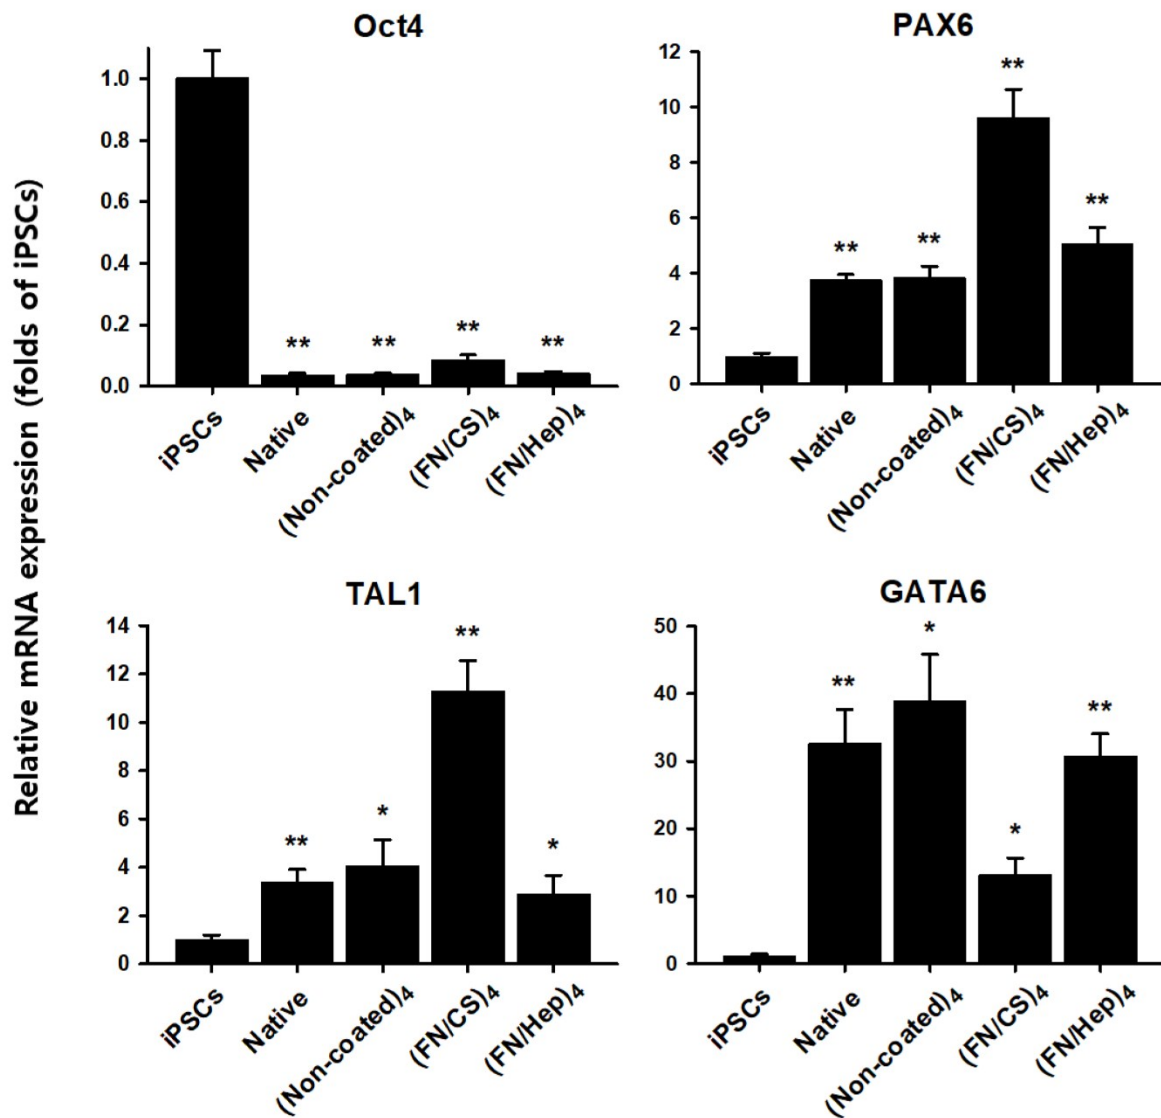 Relative mRNA expression (folds of iPSCs)
Oct4
1.0
0.8
0.6
0.4
0.2
0.0
** ** ** **
iPSCs Native (Non-coated)4 (FN/CS)4 (FN/Hep)4
PAX6
12
10
8
6
4
2
0
** ** ** **
iPSCs Native (Non-coated)4 (FN/CS)4 (FN/Hep)4
TAL1
14
12
10
8
6
4
2
0
** * ** *
iPSCs Native (Non-coated)4 (FN/CS)4 (FN/Hep)4
GATA6
50
40
30
20
10
0
** * * **
iPSCs Native (Non-coated)4 (FN/CS)4 (FN/Hep)4